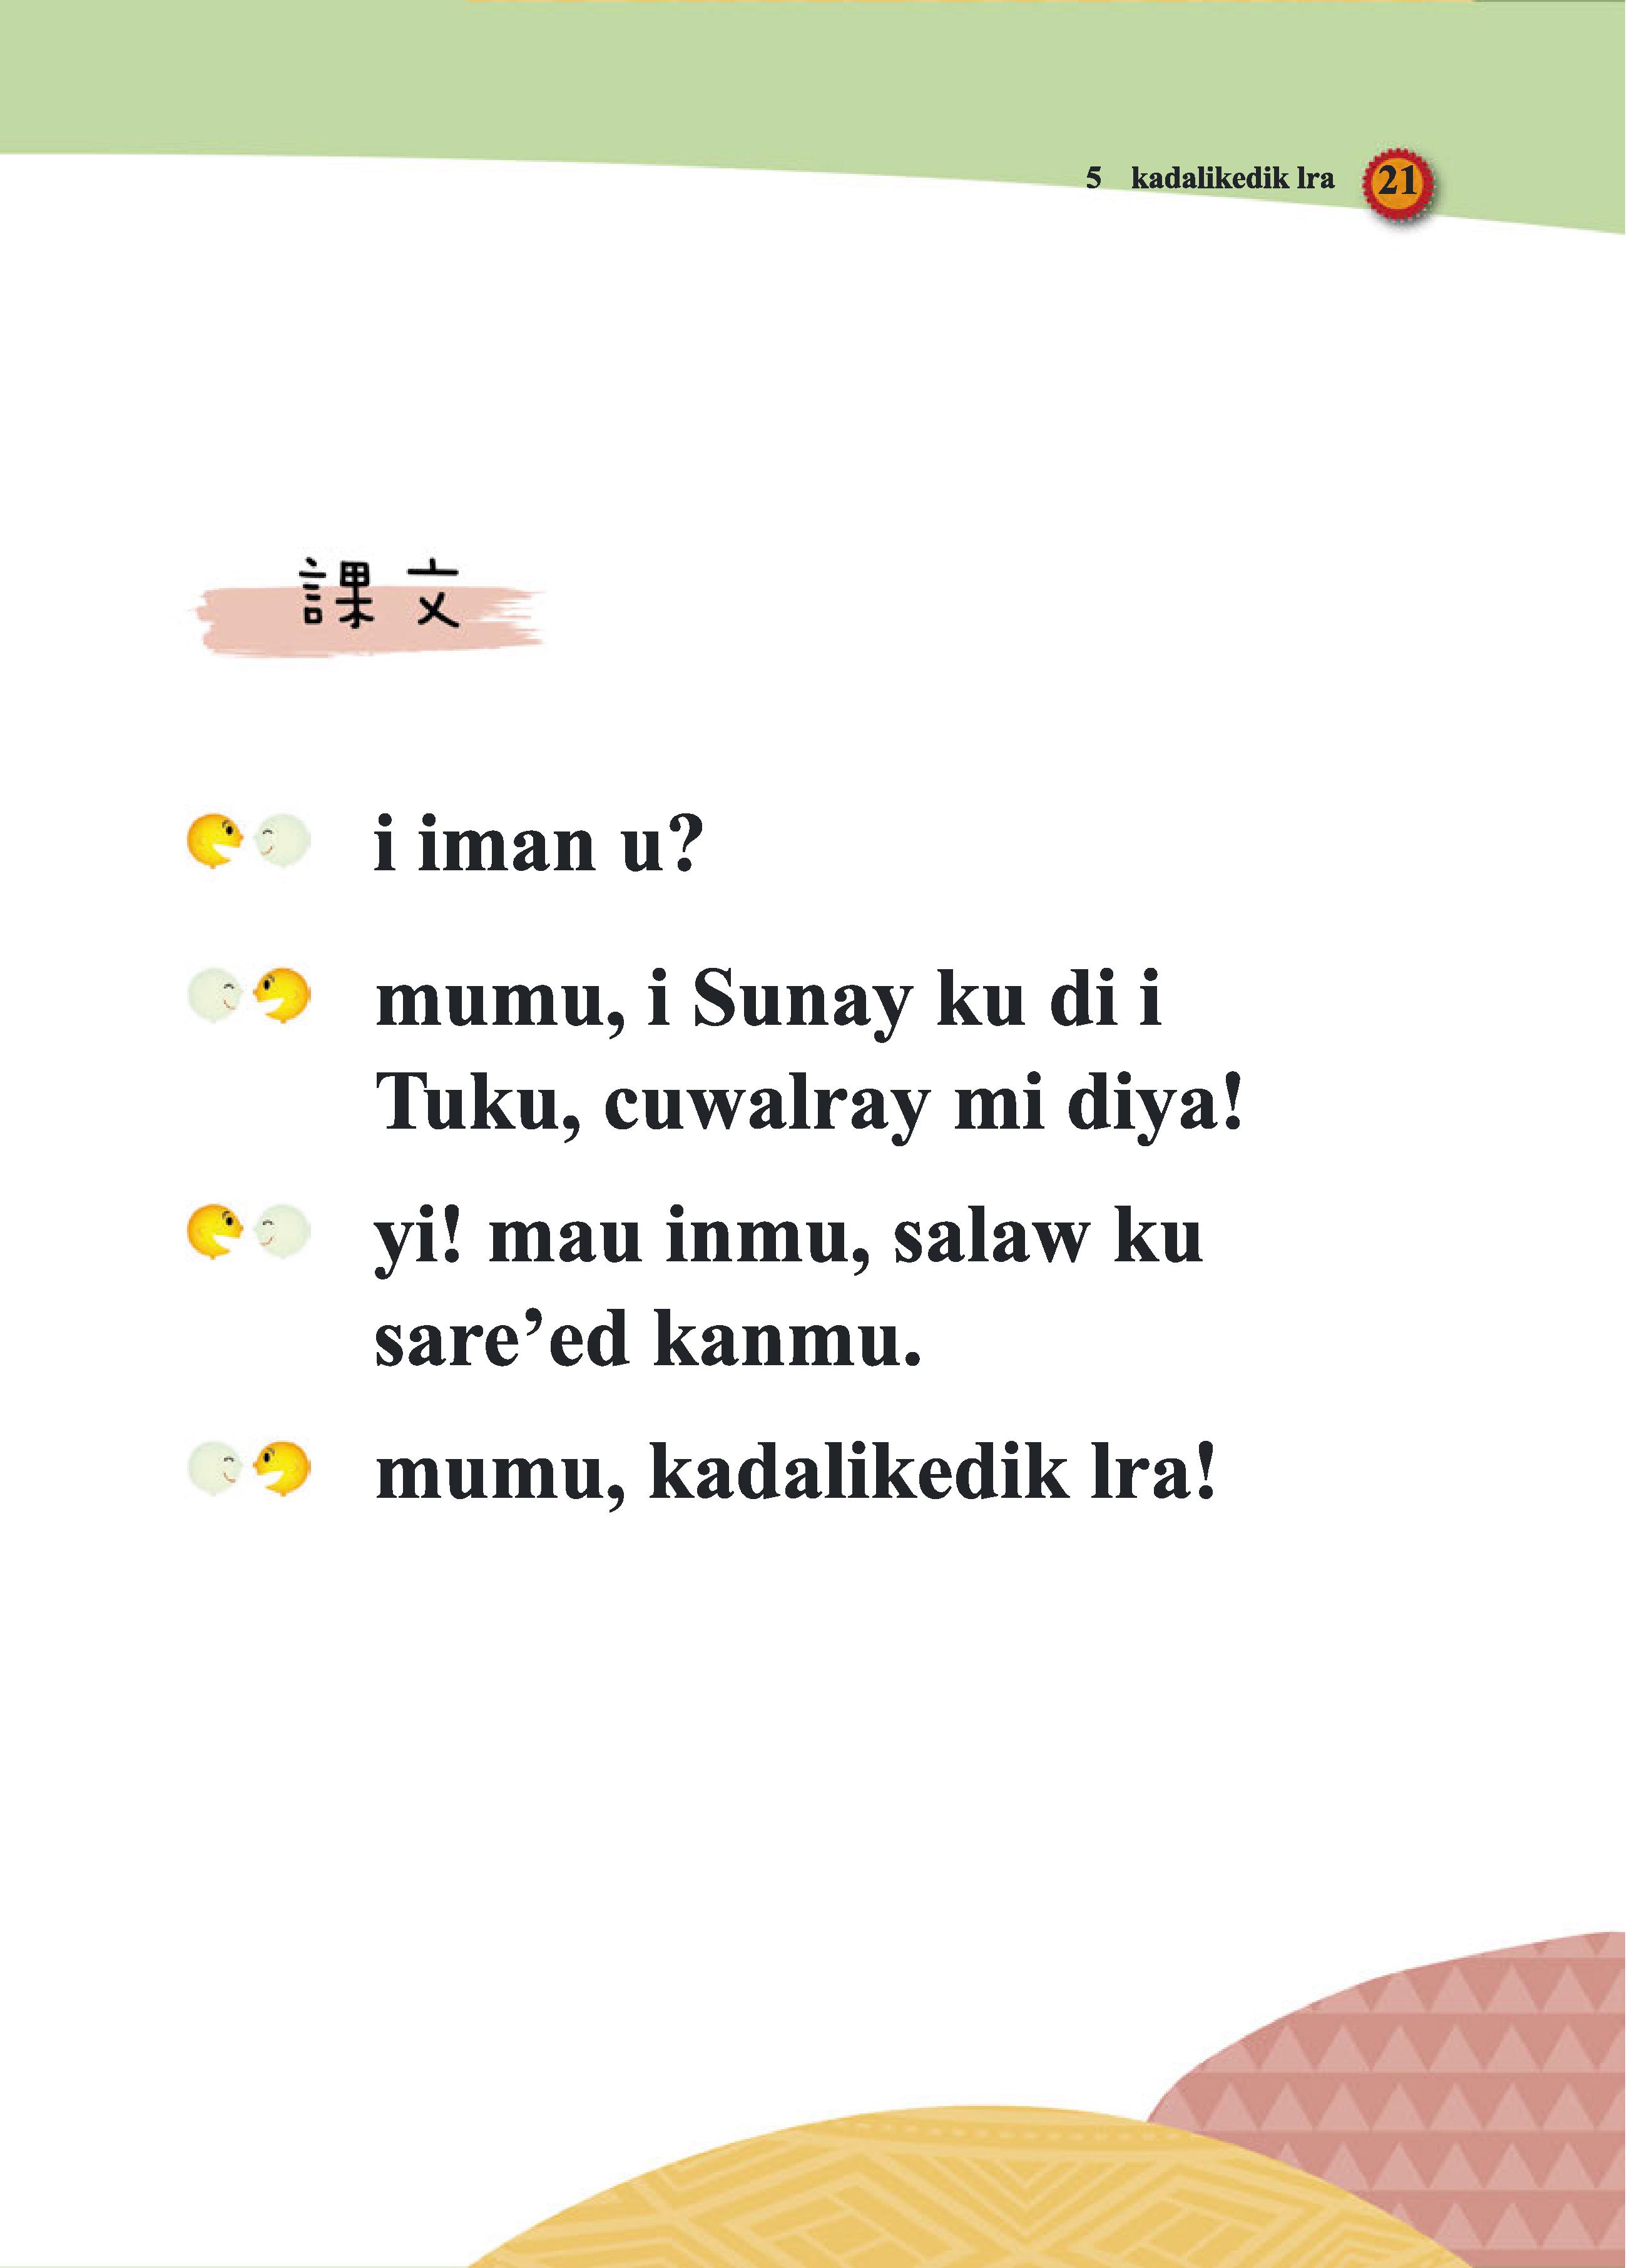 5 kadalikedik lra 21
課文
i iman u?
mumu, i Sunay ku di i
Tuku, cuwalray mi diya!
yi! mau inmu, salaw ku
sare’ed kanmu.
mumu, kadalikedik lra!